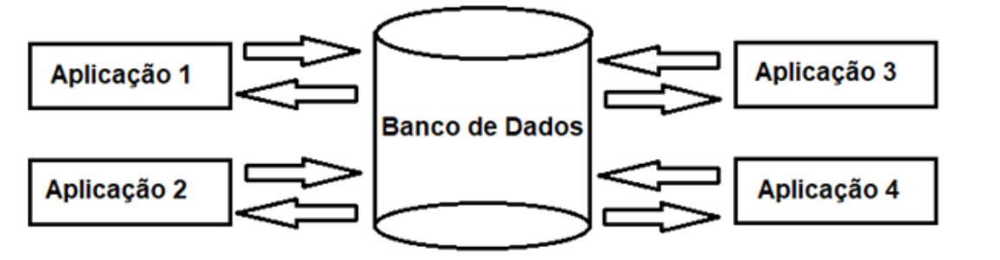 Aplicação 1
Aplicação 2
Banco de Dados
Aplicação 3
Aplicação 4